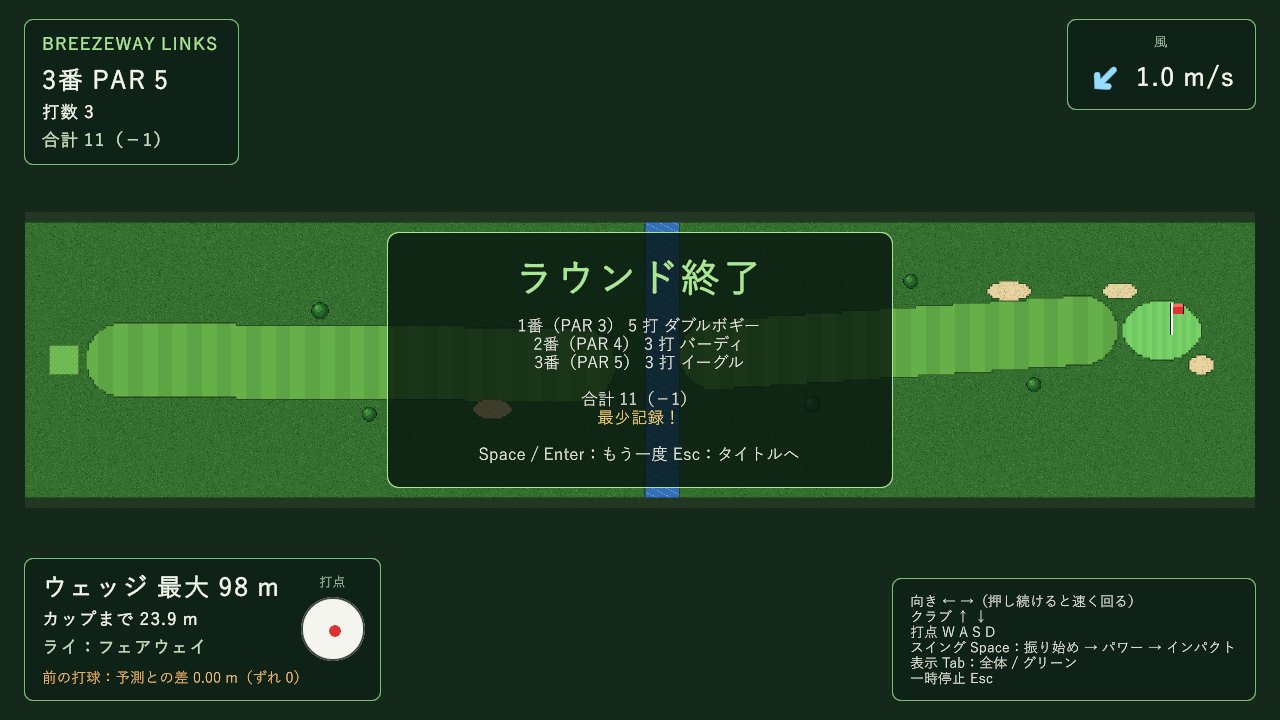 BREEZEWAY LINKS
3番 PAR 5
打数 3
合計 11（−1）
風
↙ 1.0 m/s
ラウンド終了
1番（PAR 3） 5 打 ダブルボギー
2番（PAR 4） 3 打 バーディ
3番（PAR 5） 3 打 イーグル
合計 11（−1）
最少記録！
Space / Enter：もう一度 Esc：タイトルへ
ウェッジ 最大 98 m
打点
カップまで 23.9 m
ライ：フェアウェイ
前の打球：予測との差 0.00 m（ずれ 0）
向き ← →（押し続けると速く回る）
クラブ ↑ ↓
打点 W A S D
スイング Space：振り始め → パワー → インパクト
表示 Tab：全体 / グリーン
一時停止 Esc